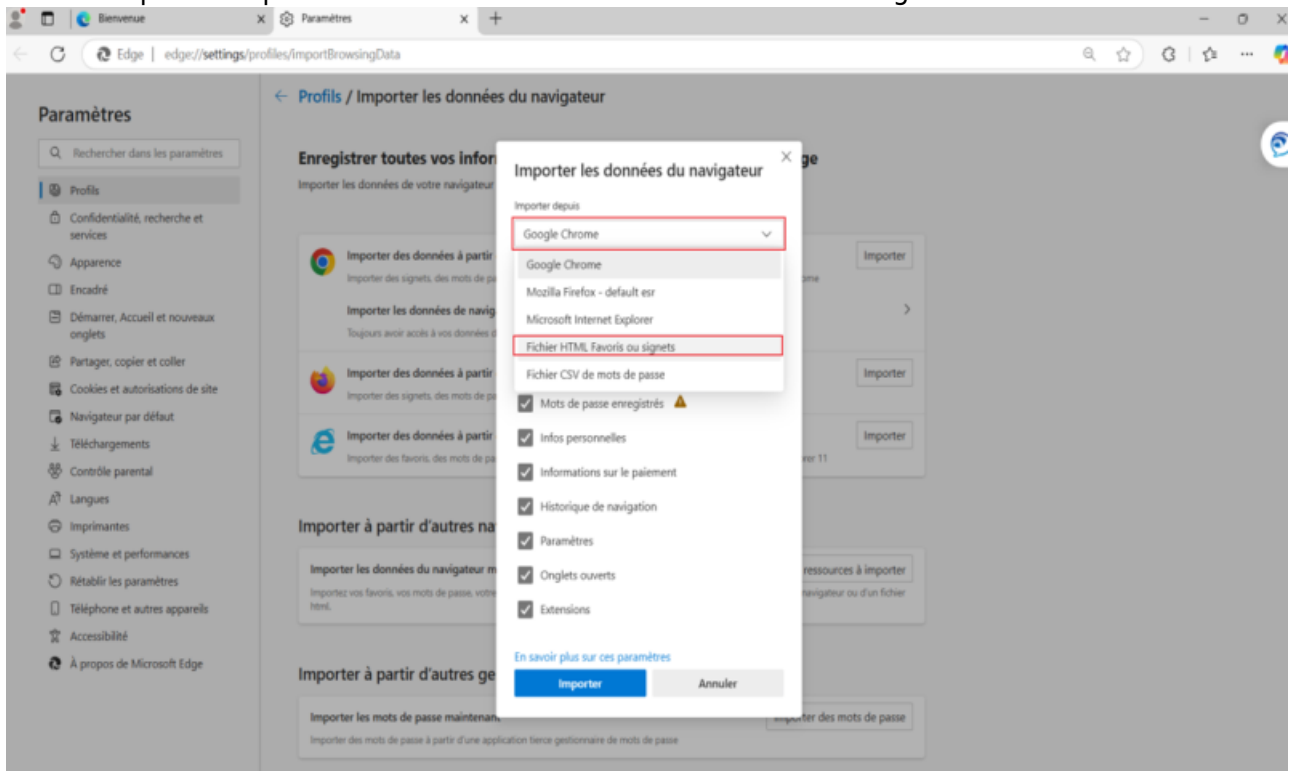 Bienvenue
Paramètres
Edge | edge://settings/profiles/importBrowsingData
Paramètres
Rechercher dans les paramètres
Profils
Confidentialité, recherche et
services
Apparence
Encadré
Démarrer, Accueil et nouveaux
onglets
Partager, copier et coller
Cookies et autorisations de site
Navigateur par défaut
Téléchargements
Contrôle parental
Langues
Imprimantes
Système et performances
Rétablir les paramètres
Téléphone et autres appareils
Accessibilité
À propos de Microsoft Edge
Profils / Importer les données du navigateur
Enregistrer toutes vos infor
ge
Importer les données de votre navigateur
Importer des données à partir
Importer des signets, des mots de pa
Importer
Importer les données de navig
Toujours avoir accès à vos données d
Importer des données à partir
Importer des signets, des mots de pa
Importer
Importer des données à partir
Importer des favoris, des mots de pa
rer 11
Importer
Importer à partir d'autres na
Importer les données du navigateur m
ressources à importer
Importez vos favoris, vos mots de passe, votre
navigateur ou d'un fichier
html.
Importer à partir d'autres ge
Importer les mots de passe maintenant
Importer des mots de passe
Importer des mots de passe à partir d'une application tierce gestionnaire de mots de passe
Importer les données du navigateur
Importer depuis
Google Chrome
Google Chrome
Mozilla Firefox - default esr
Microsoft Internet Explorer
Fichier HTML Favoris ou signets
Fichier CSV de mots de passe
Mots de passe enregistrés
Infos personnelles
Informations sur le paiement
Historique de navigation
Paramètres
Onglets ouverts
Extensions
En savoir plus sur ces paramètres
Importer
Annuler